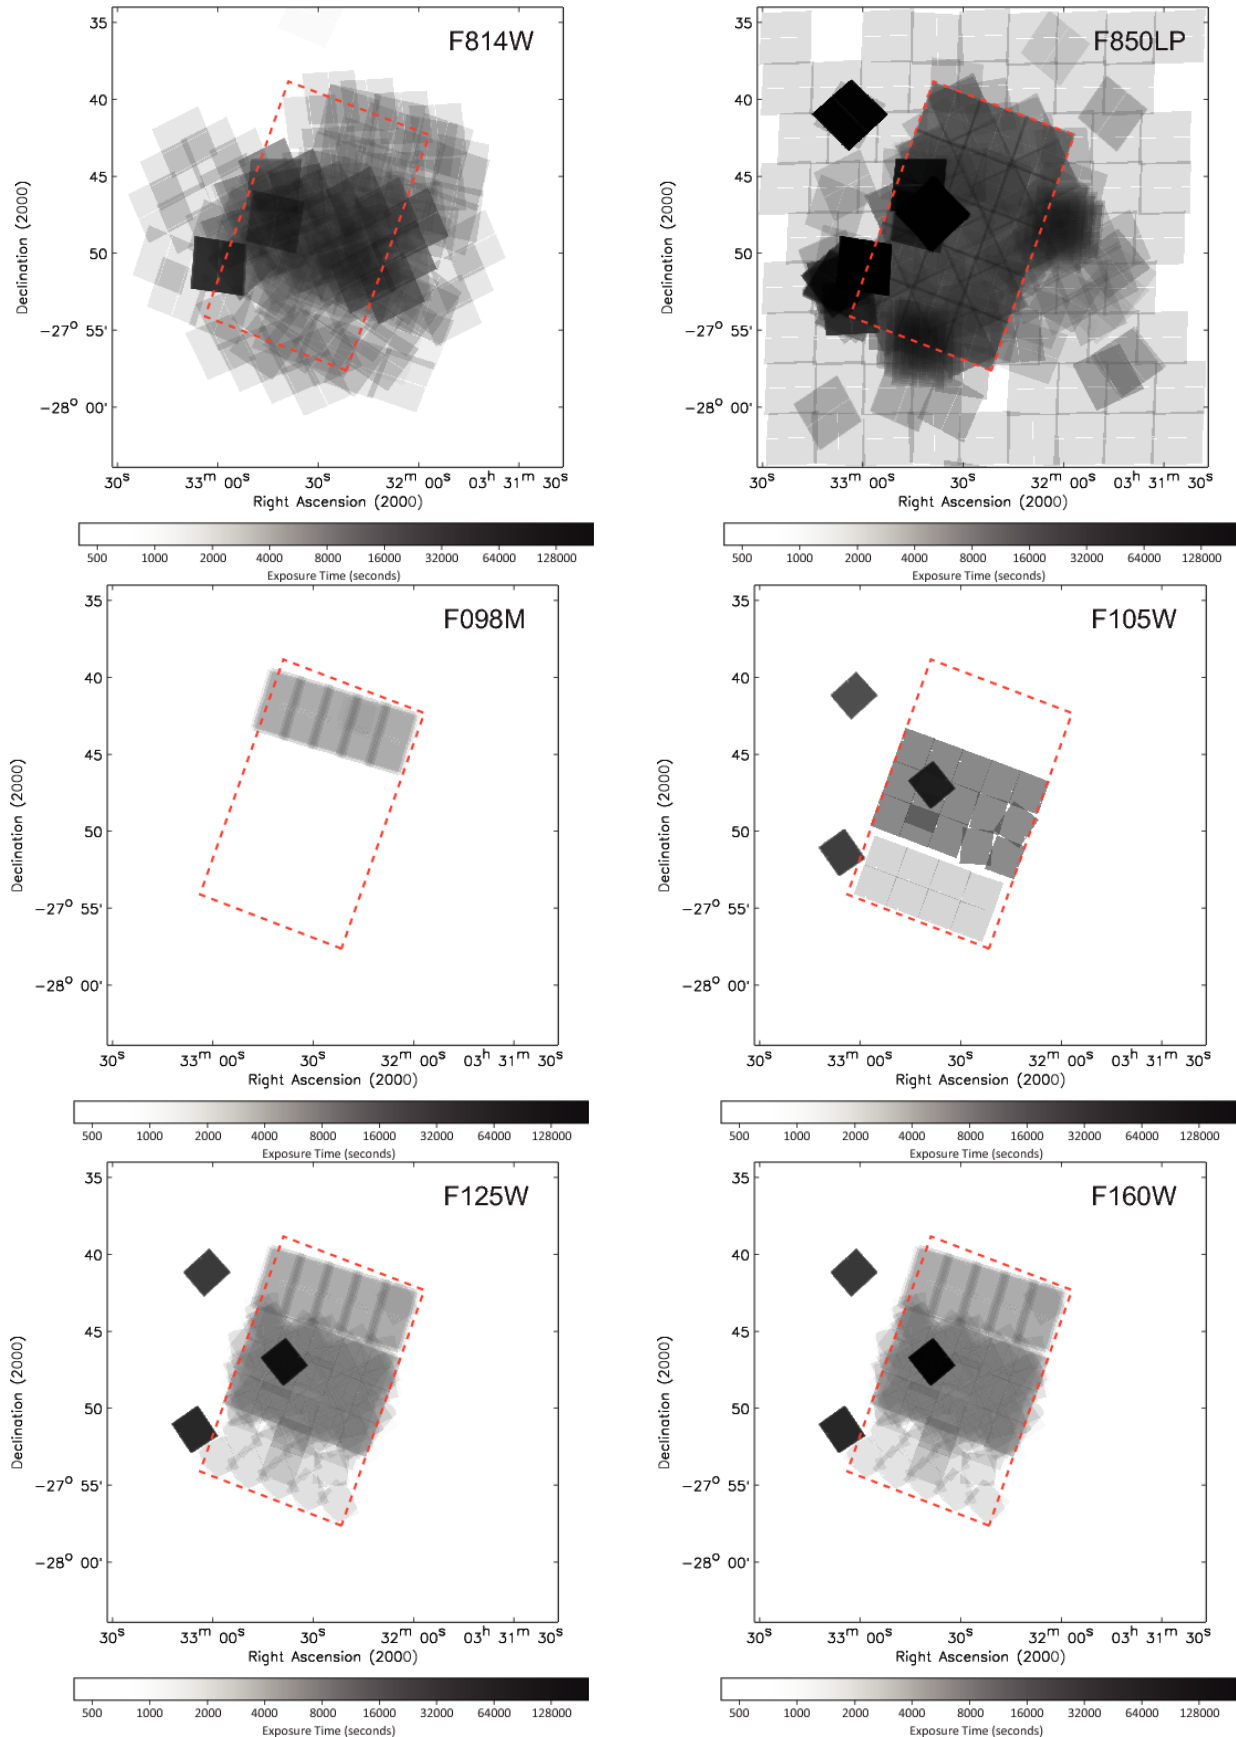 F814W
35
40
45
50
−27° 55'
−28° 00'
Declination (2000)
30ˢ 33ᵐ 00ˢ 30ˢ 32ᵐ 00ˢ 03ʰ 31ᵐ 30ˢ
Right Ascension (2000)
500 1000 2000 4000 8000 16000 32000 64000 128000
Exposure Time (seconds)
F850LP
35
40
45
50
−27° 55'
−28° 00'
Declination (2000)
30ˢ 33ᵐ 00ˢ 30ˢ 32ᵐ 00ˢ 03ʰ 31ᵐ 30ˢ
Right Ascension (2000)
500 1000 2000 4000 8000 16000 32000 64000 128000
Exposure Time (seconds)
F098M
35
40
45
50
−27° 55'
−28° 00'
Declination (2000)
30ˢ 33ᵐ 00ˢ 30ˢ 32ᵐ 00ˢ 03ʰ 31ᵐ 30ˢ
Right Ascension (2000)
500 1000 2000 4000 8000 16000 32000 64000 128000
Exposure Time (seconds)
F105W
35
40
45
50
−27° 55'
−28° 00'
Declination (2000)
30ˢ 33ᵐ 00ˢ 30ˢ 32ᵐ 00ˢ 03ʰ 31ᵐ 30ˢ
Right Ascension (2000)
500 1000 2000 4000 8000 16000 32000 64000 128000
Exposure Time (seconds)
F125W
35
40
45
50
−27° 55'
−28° 00'
Declination (2000)
30ˢ 33ᵐ 00ˢ 30ˢ 32ᵐ 00ˢ 03ʰ 31ᵐ 30ˢ
Right Ascension (2000)
500 1000 2000 4000 8000 16000 32000 64000 128000
Exposure Time (seconds)
F160W
35
40
45
50
−27° 55'
−28° 00'
Declination (2000)
30ˢ 33ᵐ 00ˢ 30ˢ 32ᵐ 00ˢ 03ʰ 31ᵐ 30ˢ
Right Ascension (2000)
500 1000 2000 4000 8000 16000 32000 64000 128000
Exposure Time (seconds)